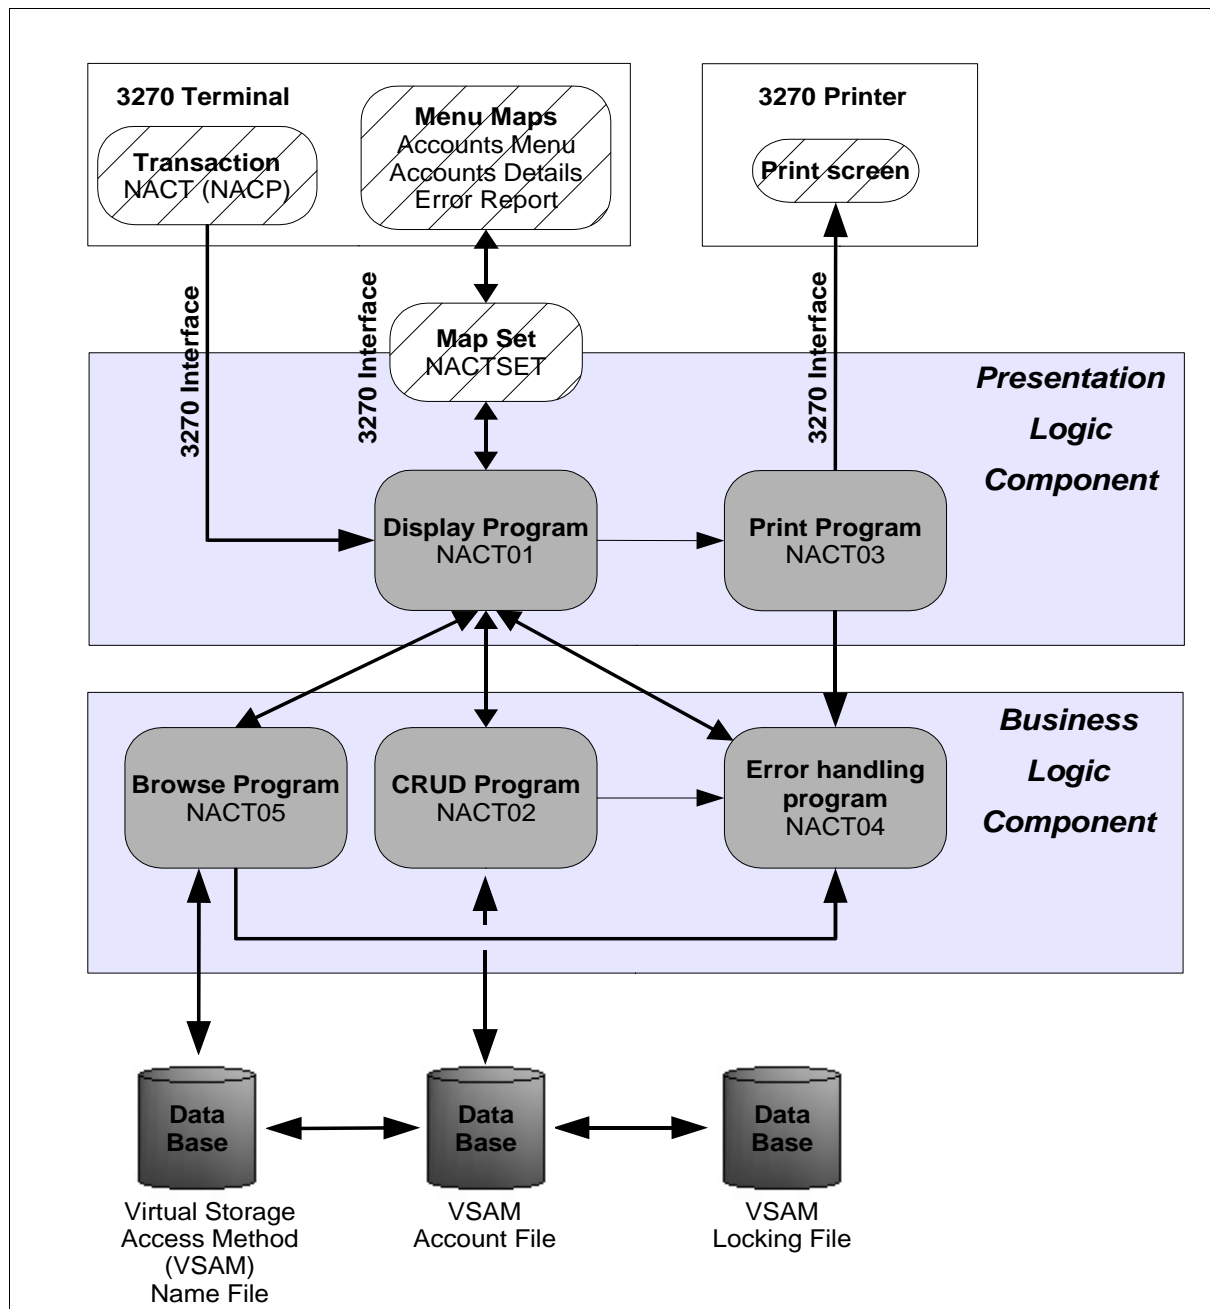 3270 Terminal
Transaction
NACT (NACP)
Menu Maps
Accounts Menu
Accounts Details
Error Report
3270 Printer
Print screen
3270 Interface
3270 Interface
3270 Interface
Map Set
NACTSET
Presentation
Logic
Component
Display Program
NACT01
Print Program
NACT03
Business
Logic
Component
Browse Program
NACT05
CRUD Program
NACT02
Error handling
program
NACT04
Data
Base
Data
Base
Data
Base
Virtual Storage
Access Method
(VSAM)
Name File
VSAM
Account File
VSAM
Locking File